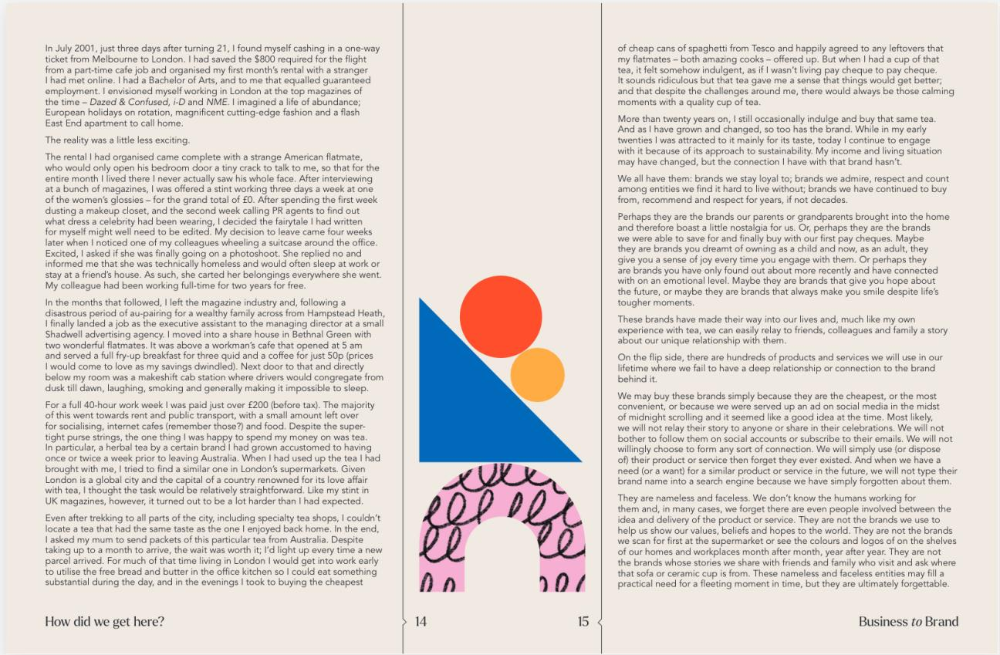 In July 2001, just three days after turning 21, I found myself cashing in a one-way
ticket from Melbourne to London. I had saved the $800 required for the flight
from a part-time cafe job and organised my first month's rental with a stranger
I had met online. I had a Bachelor of Arts, and to me that equalled guaranteed
employment. I envisioned myself working in London at the top magazines of
the time – Dazed & Confused, i-D and NME. I imagined a life of abundance;
European holidays on rotation, magnificent cutting-edge fashion and a flash
East End apartment to call home.
The reality was a little less exciting.
The rental I had organised came complete with a strange American flatmate,
who would only open his bedroom door a tiny crack to talk to me, so that for the
entire month I lived there I never actually saw his whole face. After interviewing
at a bunch of magazines, I was offered a stint working three days a week at one
of the women's glossies – for the grand total of £0. After spending the first week
dusting a makeup closet, and the second week calling PR agents to find out
what dress a celebrity had been wearing, I decided the fairytale I had written
for myself might well need to be edited. My decision to leave came four weeks
later when I noticed one of my colleagues wheeling a suitcase around the office.
Excited, I asked if she was finally going on a photoshoot. She replied no and
informed me that she was technically homeless and would often sleep at work or
stay at a friend's house. As such, she carted her belongings everywhere she went.
My colleague had been working full-time for two years for free.
In the months that followed, I left the magazine industry and, following a
disastrous period of au-pairing for a wealthy family across from Hampstead Heath,
I finally landed a job as the executive assistant to the managing director at a small
Shadwell advertising agency. I moved into a share house in Bethnal Green with
two wonderful flatmates. It was above a workman's cafe that opened at 5 am
and served a full fry-up breakfast for three quid and a coffee for just 50p (prices
I would come to love as my savings dwindled). Next door to that and directly
below my room was a makeshift cab station where drivers would congregate from
dusk till dawn, laughing, smoking and generally making it impossible to sleep.
For a full 40-hour work week I was paid just over £200 (before tax). The majority
of this went towards rent and public transport, with a small amount left over
for socialising, internet cafes (remember those?) and food. Despite the super-
tight purse strings, the one thing I was happy to spend my money on was tea.
In particular, a herbal tea by a certain brand I had grown accustomed to having
once or twice a week prior to leaving Australia. When I had used up the tea I had
brought with me, I tried to find a similar one in London's supermarkets. Given
London is a global city and the capital of a country renowned for its love affair
with tea, I thought the task would be relatively straightforward. Like my stint in
UK magazines, however, it turned out to be a lot harder than I had expected.
Even after trekking to all parts of the city, including specialty tea shops, I couldn't
locate a tea that had the same taste as the one I enjoyed back home. In the end,
I asked my mum to send packets of this particular tea from Australia. Despite
taking up to a month to arrive, the wait was worth it; I'd light up every time a new
parcel arrived. For much of that time living in London I would get into work early
to utilise the free bread and butter in the office kitchen so I could eat something
substantial during the day, and in the evenings I took to buying the cheapest
How did we get here?
14
of cheap cans of spaghetti from Tesco and happily agreed to any leftovers that
my flatmates – both amazing cooks – offered up. But when I had a cup of that
tea, it felt somehow indulgent, as if I wasn't living pay cheque to pay cheque.
It sounds ridiculous but that tea gave me a sense that things would get better;
and that despite the challenges around me, there would always be those calming
moments with a quality cup of tea.
More than twenty years on, I still occasionally indulge and buy that same tea.
And as I have grown and changed, so too has the brand. While in my early
twenties I was attracted to it mainly for its taste, today I continue to engage
with it because of its approach to sustainability. My income and living situation
may have changed, but the connection I have with that brand hasn't.
We all have them: brands we stay loyal to; brands we admire, respect and count
among entities we find it hard to live without; brands we have continued to buy
from, recommend and respect for years, if not decades.
Perhaps they are the brands our parents or grandparents brought into the home
and therefore boast a little nostalgia for us. Or, perhaps they are the brands
we were able to save for and finally buy with our first pay cheques. Maybe
they are brands you dreamt of owning as a child and now, as an adult, they
give you a sense of joy every time you engage with them. Or perhaps they
are brands you have only found out about more recently and have connected
with on an emotional level. Maybe they are brands that give you hope about
the future, or maybe they are brands that always make you smile despite life's
tougher moments.
These brands have made their way into our lives and, much like my own
experience with tea, we can easily relay to friends, colleagues and family a story
about our unique relationship with them.
On the flip side, there are hundreds of products and services we will use in our
lifetime where we fail to have a deep relationship or connection to the brand
behind it.
We may buy these brands simply because they are the cheapest, or the most
convenient, or because we were served up an ad on social media in the midst
of midnight scrolling and it seemed like a good idea at the time. Most likely,
we will not relay their story to anyone or share in their celebrations. We will not
bother to follow them on social accounts or subscribe to their emails. We will not
willingly choose to form any sort of connection. We will simply use (or dispose
of) their product or service then forget they ever existed. And when we have a
need (or a want) for a similar product or service in the future, we will not type their
brand name into a search engine because we have simply forgotten about them.
They are nameless and faceless. We don't know the humans working for
them and, in many cases, we forget there are even people involved between the
idea and delivery of the product or service. They are not the brands we use to
help us show our values, beliefs and hopes to the world. They are not the brands
we scan for first at the supermarket or see the colours and logos of on the shelves
of our homes and workplaces month after month, year after year. They are not
the brands whose stories we share with friends and family who visit and ask where
that sofa or ceramic cup is from. These nameless and faceless entities may fill a
practical need for a fleeting moment in time, but they are ultimately forgettable.
15
Business to Brand